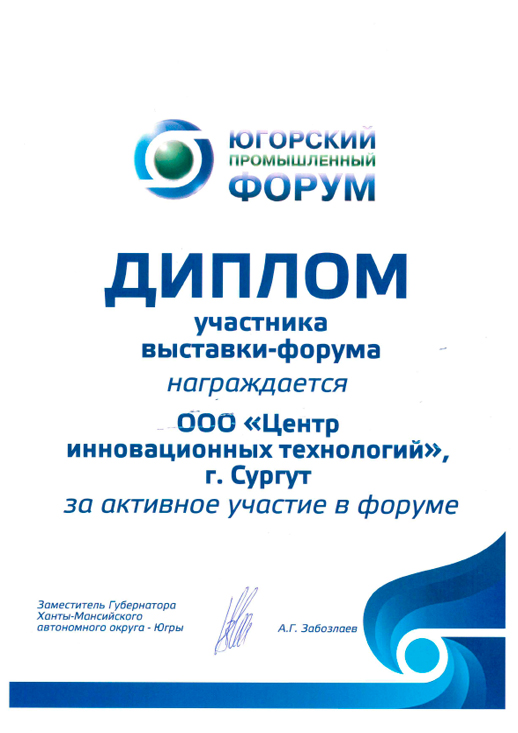 ЮГОРСКИЙ
ПРОМЫШЛЕННЫЙ
ФОРУМ
ДИПЛОМ
участника
выставки-форума
награждается
ООО «Центр
инновационных технологий»,
г. Сургут
за активное участие в форуме
Заместитель Губернатора
Ханты-Мансийского
автономного округа - Югры
А.Г. Забозлаев